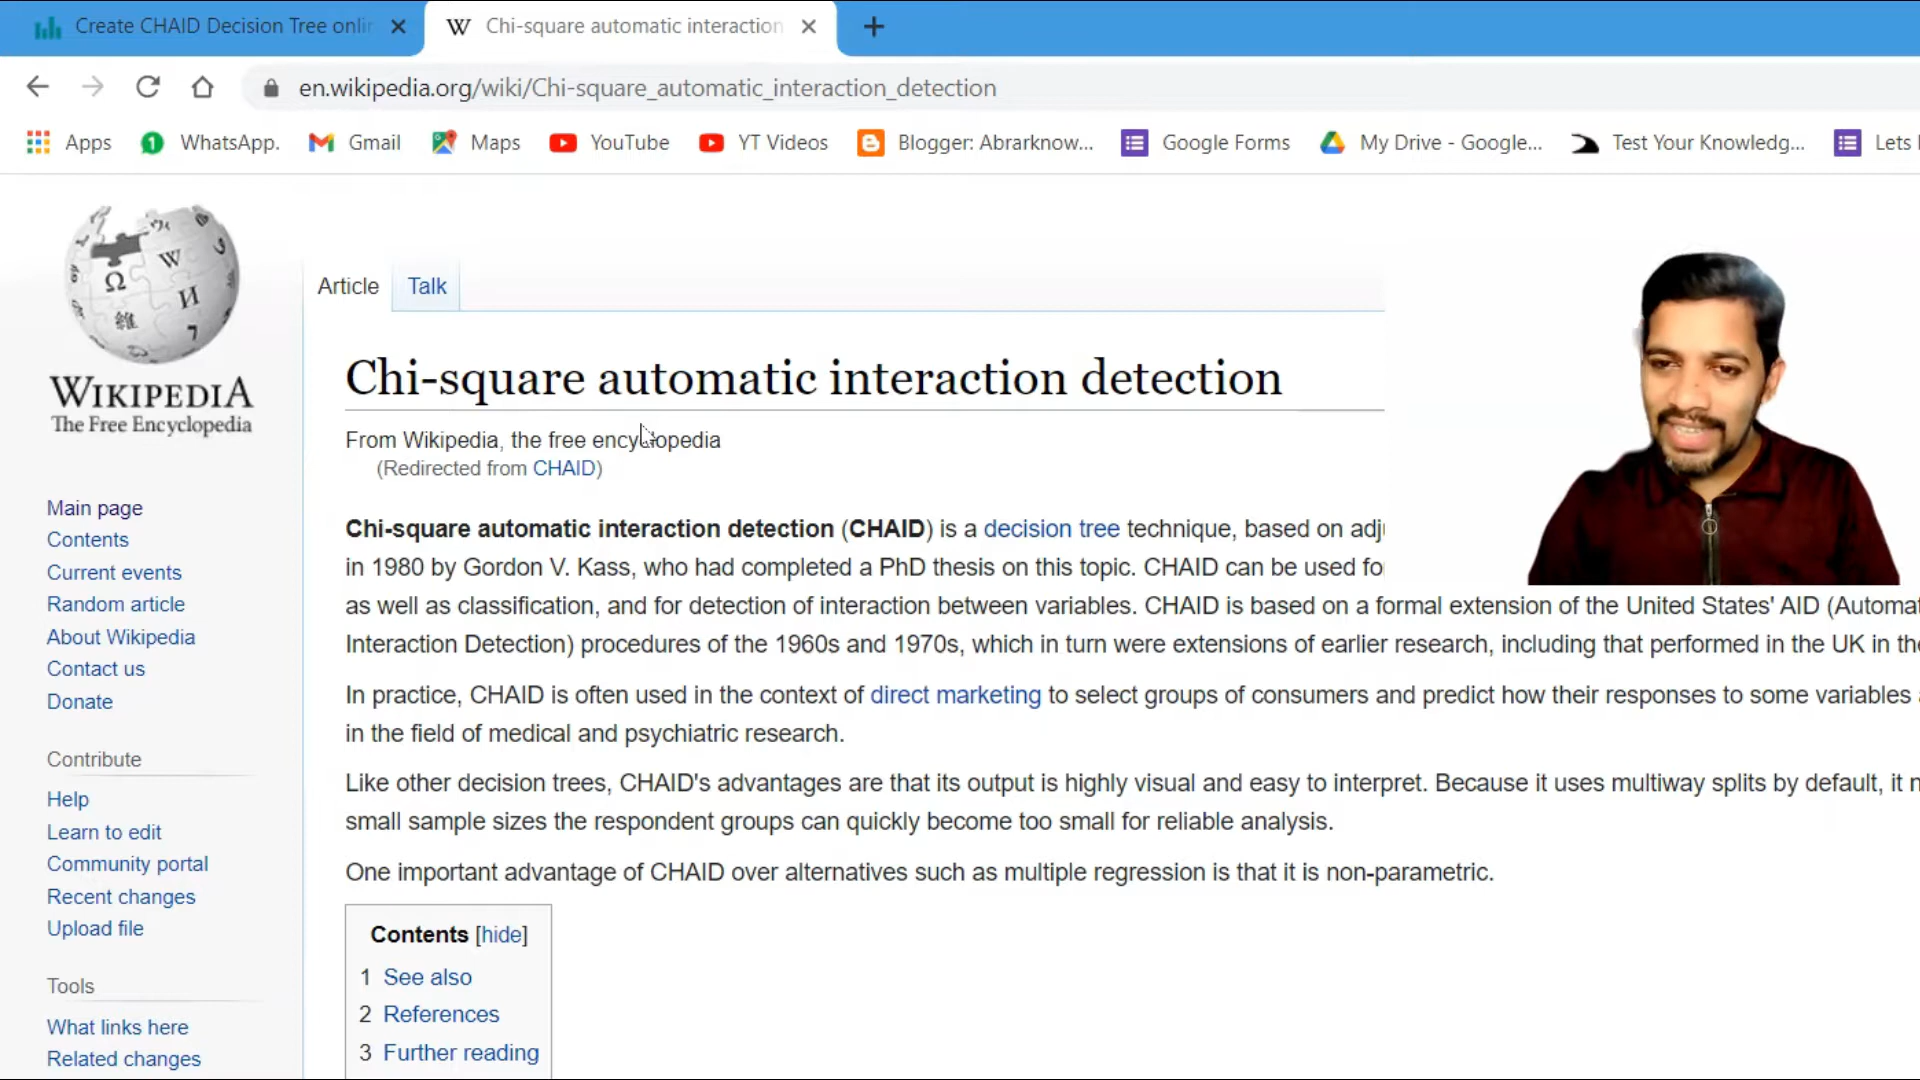 Create CHAID Decision Tree onli
Chi-square automatic interaction
en.wikipedia.org/wiki/Chi-square_automatic_interaction_detection
Apps
WhatsApp.
Gmail
Maps
YouTube
YT Videos
Blogger: Abrarknow...
Google Forms
My Drive - Google...
Test Your Knowledg...
Lets
WIKIPEDIA
The Free Encyclopedia
Main page
Contents
Current events
Random article
About Wikipedia
Contact us
Donate
Contribute
Help
Learn to edit
Community portal
Recent changes
Upload file
Tools
What links here
Related changes
Article
Talk
Chi-square automatic interaction detection
From Wikipedia, the free encyclopedia
(Redirected from CHAID)
Chi-square automatic interaction detection (CHAID) is a decision tree technique, based on adj
in 1980 by Gordon V. Kass, who had completed a PhD thesis on this topic. CHAID can be used fo
as well as classification, and for detection of interaction between variables. CHAID is based on a formal extension of the United States' AID (Automa
Interaction Detection) procedures of the 1960s and 1970s, which in turn were extensions of earlier research, including that performed in the UK in the
In practice, CHAID is often used in the context of direct marketing to select groups of consumers and predict how their responses to some variables
in the field of medical and psychiatric research.
Like other decision trees, CHAID's advantages are that its output is highly visual and easy to interpret. Because it uses multiway splits by default, it n
small sample sizes the respondent groups can quickly become too small for reliable analysis.
One important advantage of CHAID over alternatives such as multiple regression is that it is non-parametric.
Contents [hide]
1 See also
2 References
3 Further reading